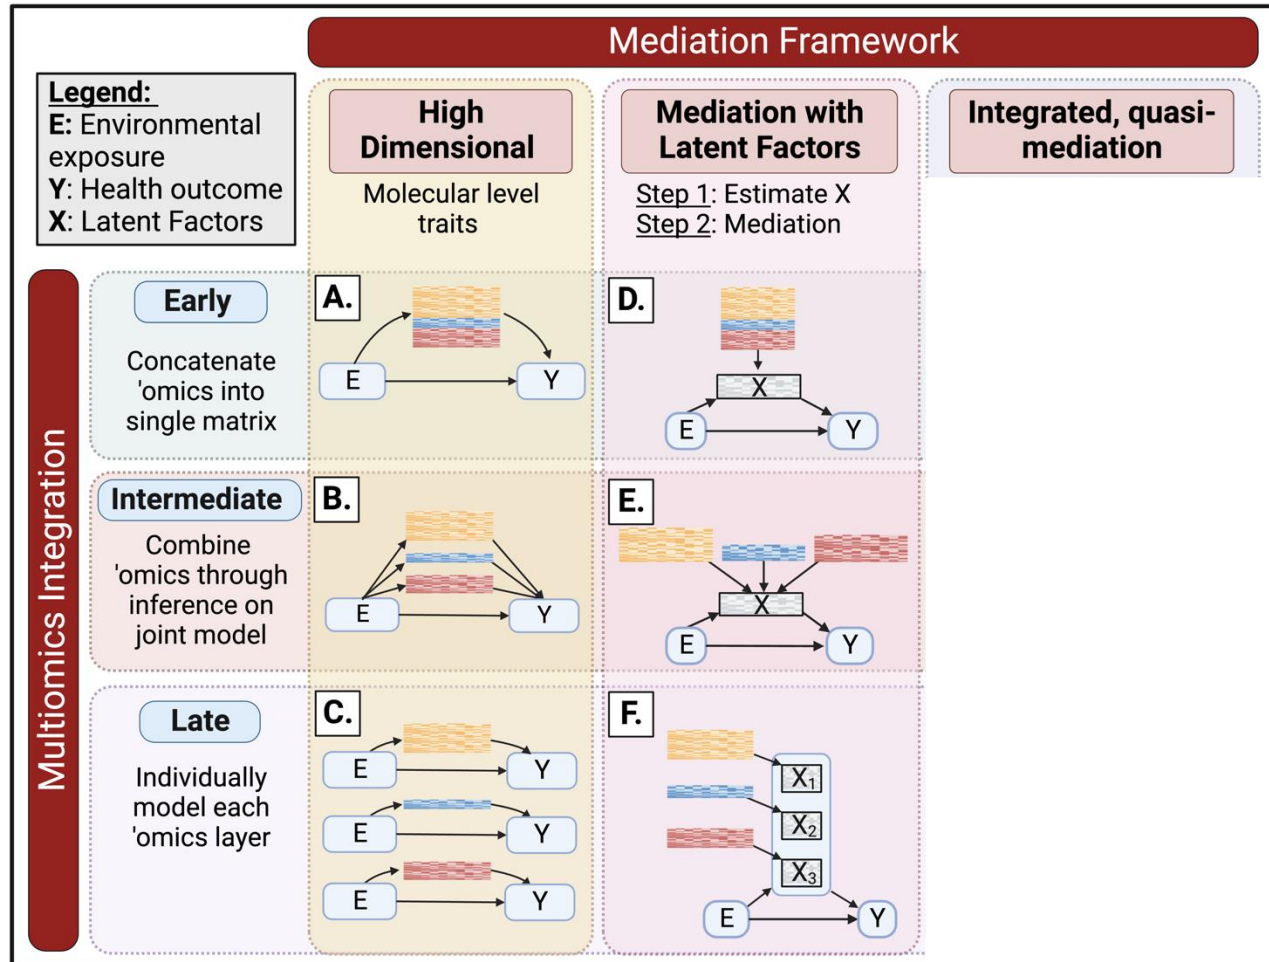 Mediation Framework
Legend:
E: Environmental
exposure
Y: Health outcome
X: Latent Factors
High
Dimensional
Molecular level
traits
Mediation with
Latent Factors
Step 1: Estimate X
Step 2: Mediation
Integrated, quasi-
mediation
Multiomics Integration
Early
Concatenate
'omics into
single matrix
A.
E
Y
D.
X
E
Y
Intermediate
Combine
'omics through
inference on
joint model
B.
E
Y
E.
X
E
Y
Late
Individually
model each
'omics layer
C.
E
Y
E
Y
E
Y
F.
X₁
X₂
X₃
E
Y